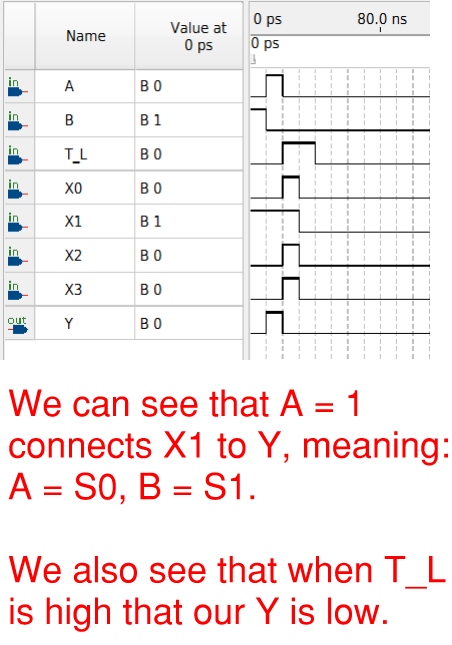 Name
Value at
0 ps
0 ps
80.0 ns
0 ps
in
A
B 0
in
B
B 1
in
T_L
B 0
in
X0
B 0
in
X1
B 1
in
X2
B 0
in
X3
B 0
out
Y
B 0
We can see that A = 1
connects X1 to Y, meaning:
A = S0, B = S1.
We also see that when T_L
is high that our Y is low.